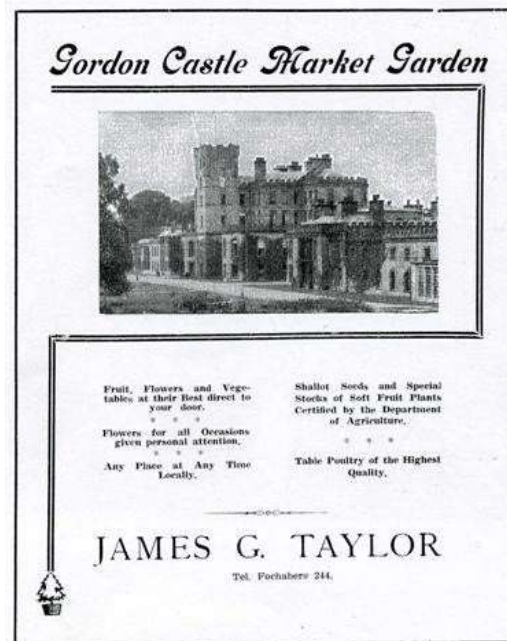 Gordon Castle Market Garden
Fruit, Flowers and Vege-
tables at their Best direct to
your door.
* * *
Flowers for all Occasions
given personal attention.
* * *
Any Place at Any Time
Locally.
Shallot Seeds and Special
Stocks of Soft Fruit Plants
Certified by the Department
of Agriculture.
* * *
Table Poultry of the Highest
Quality.
JAMES G. TAYLOR
Tel. Fochabers 244.